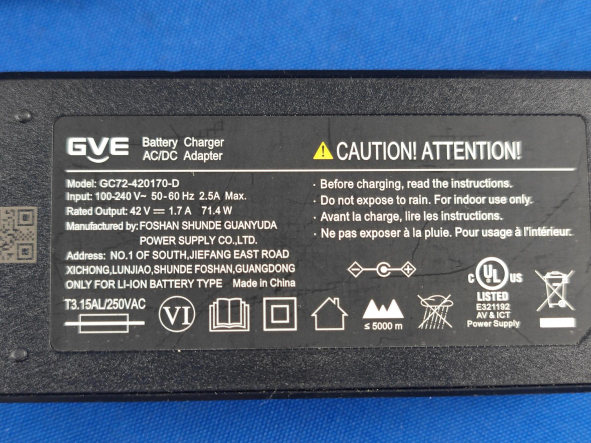 GVE
Battery Charger
AC/DC Adapter
Model: GC72-420170-D
Input: 100-240 V~ 50-60 Hz 2.5A Max.
Rated Output: 42 V⎓ 1.7 A 71.4 W
Manufactured by:FOSHAN SHUNDE GUANYUDA
POWER SUPPLY CO.,LTD.
Address: NO.1 OF SOUTH,JIEFANG EAST ROAD
XICHONG,LUNJIAO,SHUNDE FOSHAN,GUANGDONG
ONLY FOR LI-ION BATTERY TYPE Made in China
T3.15AL/250VAC
VI
CAUTION! ATTENTION!
· Before charging, read the instructions.
· Do not expose to rain. For indoor use only.
· Avant la charge, lire les instructions.
· Ne pas exposer à la pluie. Pour usage à l'intérieur.
≤ 5000 m
c UL US
LISTED
E321192
AV & ICT
Power Supply